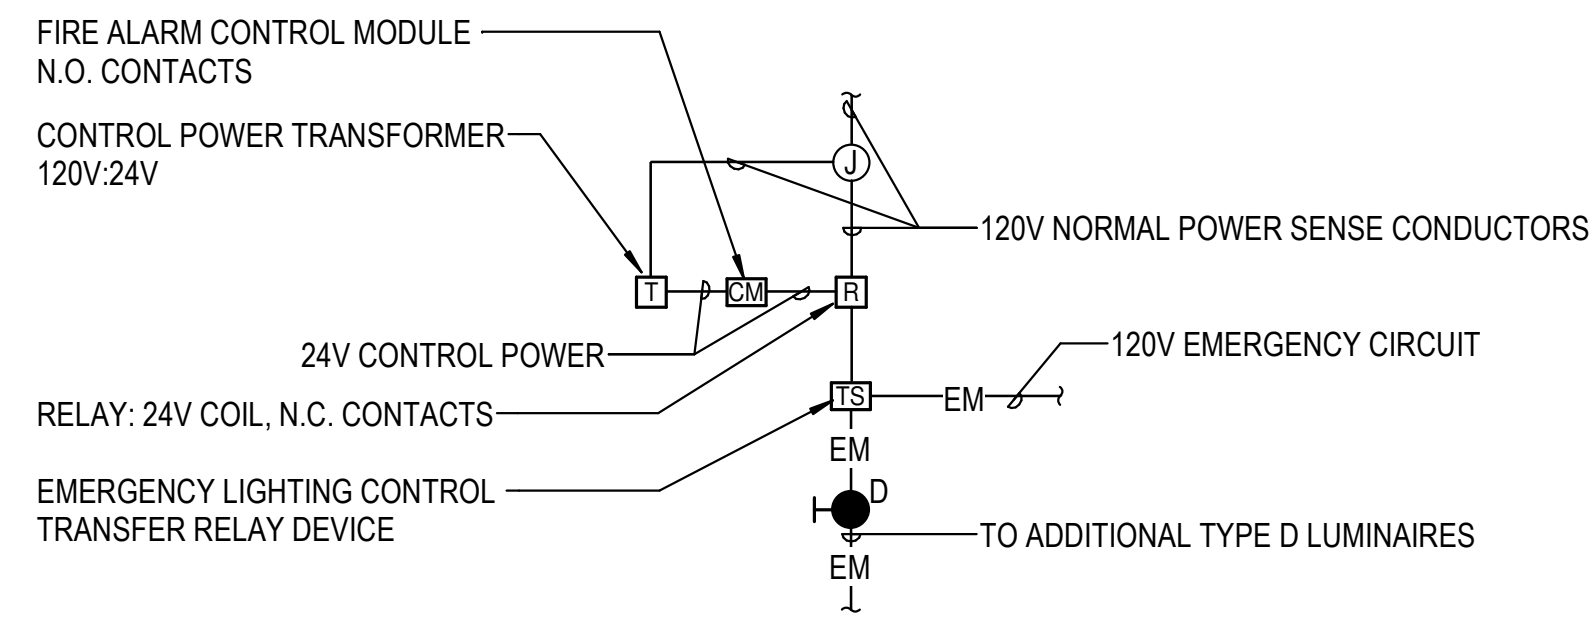 FIRE ALARM CONTROL MODULE
N.O. CONTACTS
CONTROL POWER TRANSFORMER
120V:24V
J
120V NORMAL POWER SENSE CONDUCTORS
T
CM
R
24V CONTROL POWER
120V EMERGENCY CIRCUIT
RELAY: 24V COIL, N.C. CONTACTS
TS
EM
EM
EMERGENCY LIGHTING CONTROL
TRANSFER RELAY DEVICE
D
TO ADDITIONAL TYPE D LUMINAIRES
EM